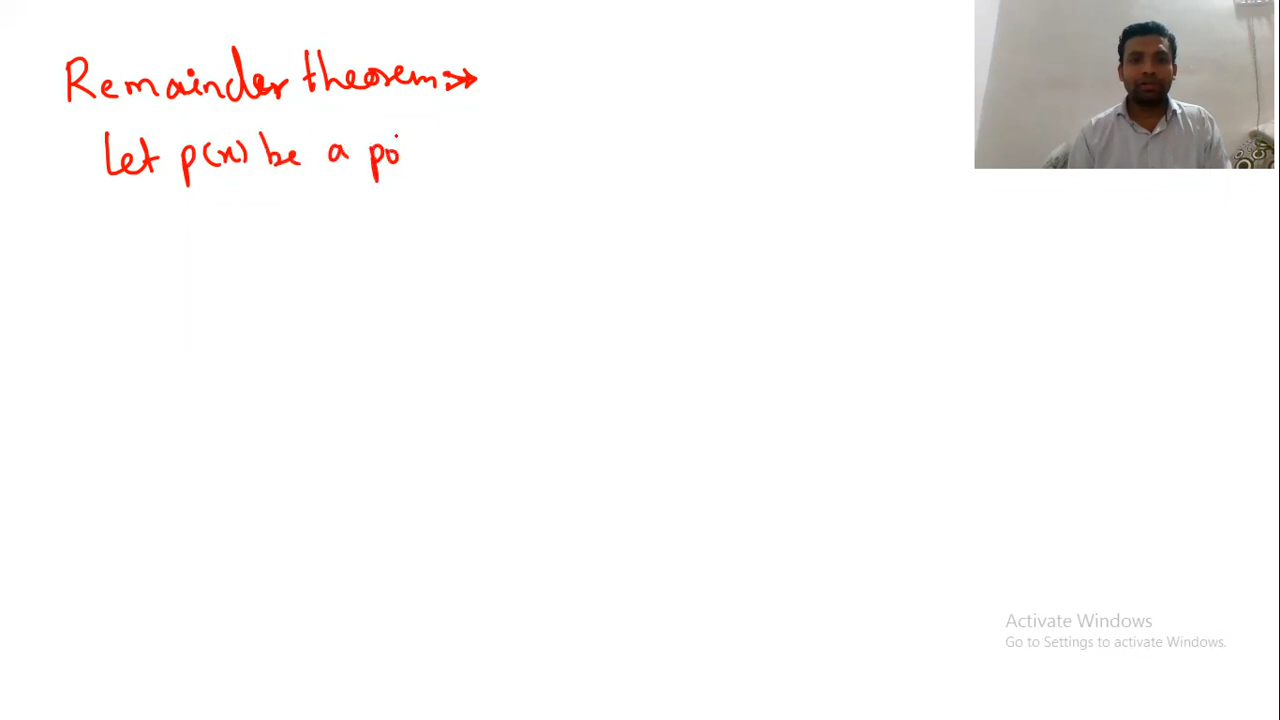 Remainder theorem:→
Let p(x) be a po
Activate Windows
Go to Settings to activate Windows.